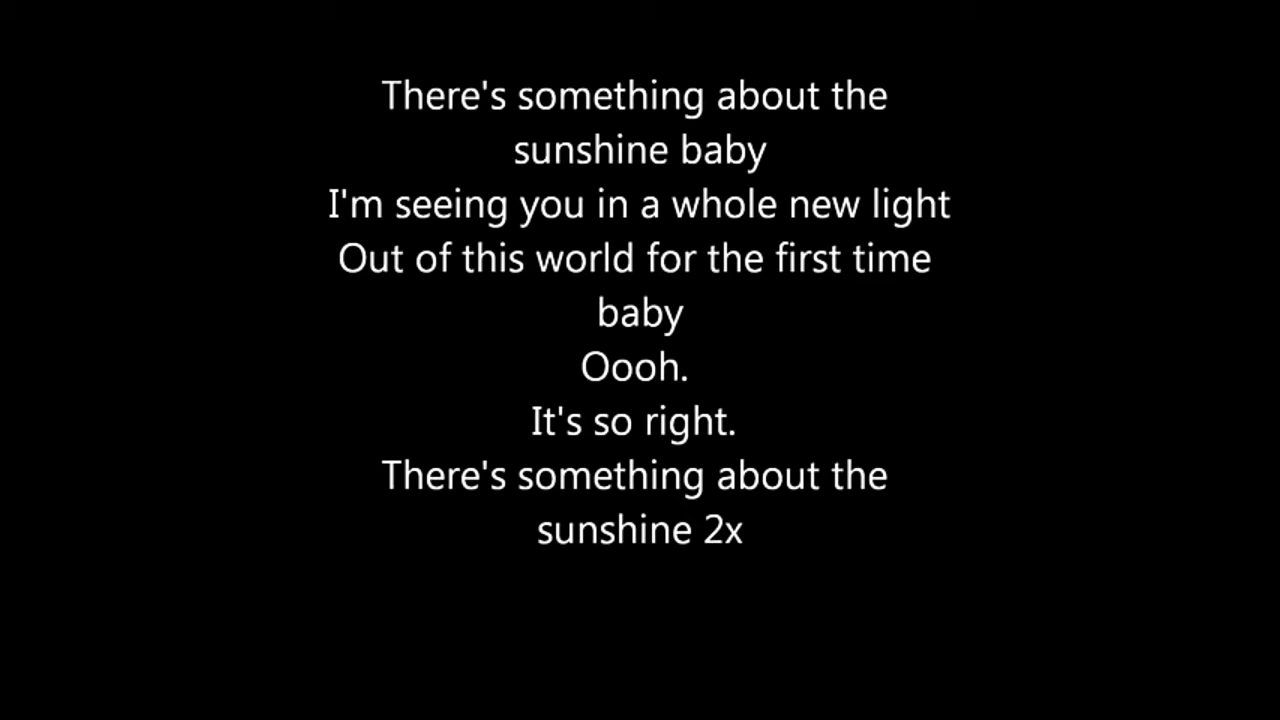 There's something about the
sunshine baby
I'm seeing you in a whole new light
Out of this world for the first time
baby
Oooh.
It's so right.
There's something about the
sunshine 2x